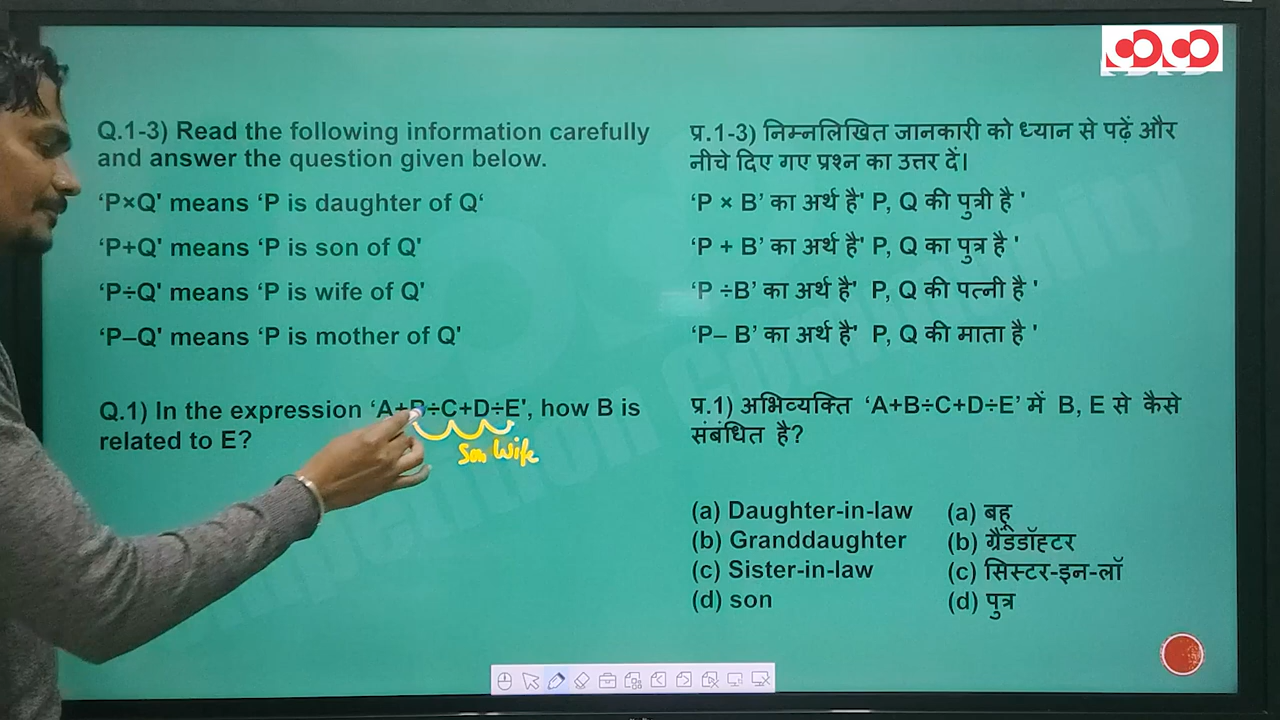 Q.1-3) Read the following information carefully
and answer the question given below.
‘P×Q' means ‘P is daughter of Q‘
‘P+Q' means ‘P is son of Q'
‘P÷Q' means ‘P is wife of Q'
‘P–Q' means ‘P is mother of Q'
Q.1) In the expression ‘A+B÷C+D÷E', how B is
related to E?
Son Wife
प्र.1-3) निम्नलिखित जानकारी को ध्यान से पढ़ें और
नीचे दिए गए प्रश्न का उत्तर दें।
‘P × B’ का अर्थ है' P, Q की पुत्री है '
‘P + B’ का अर्थ है' P, Q का पुत्र है '
‘P ÷B’ का अर्थ है' P, Q की पत्नी है '
‘P– B’ का अर्थ है' P, Q की माता है '
प्र.1) अभिव्यक्ति ‘A+B÷C+D÷E’ में B, E से कैसे
संबंधित है?
(a) Daughter-in-law (a) बहू
(b) Granddaughter (b) ग्रैंडडॉह्टर
(c) Sister-in-law (c) सिस्टर-इन-लॉ
(d) son (d) पुत्र